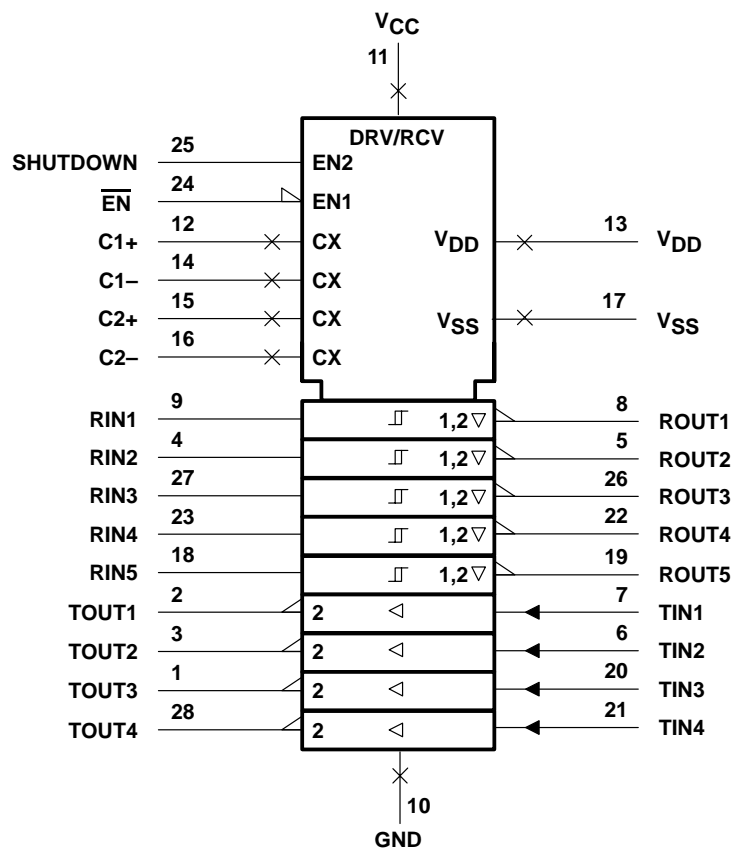 VCC
11
DRV/RCV
25
SHUTDOWN EN2
24
EN EN1
12 13
C1+ CX VDD VDD
14
C1– CX
15 17
C2+ CX VSS VSS
16
C2– CX
9 8
RIN1 1,2 ROUT1
4 5
RIN2 1,2 ROUT2
27 26
RIN3 1,2 ROUT3
23 22
RIN4 1,2 ROUT4
18 19
RIN5 1,2 ROUT5
2 7
TOUT1 2 TIN1
3 6
TOUT2 2 TIN2
1 20
TOUT3 2 TIN3
28 21
TOUT4 2 TIN4
10
GND